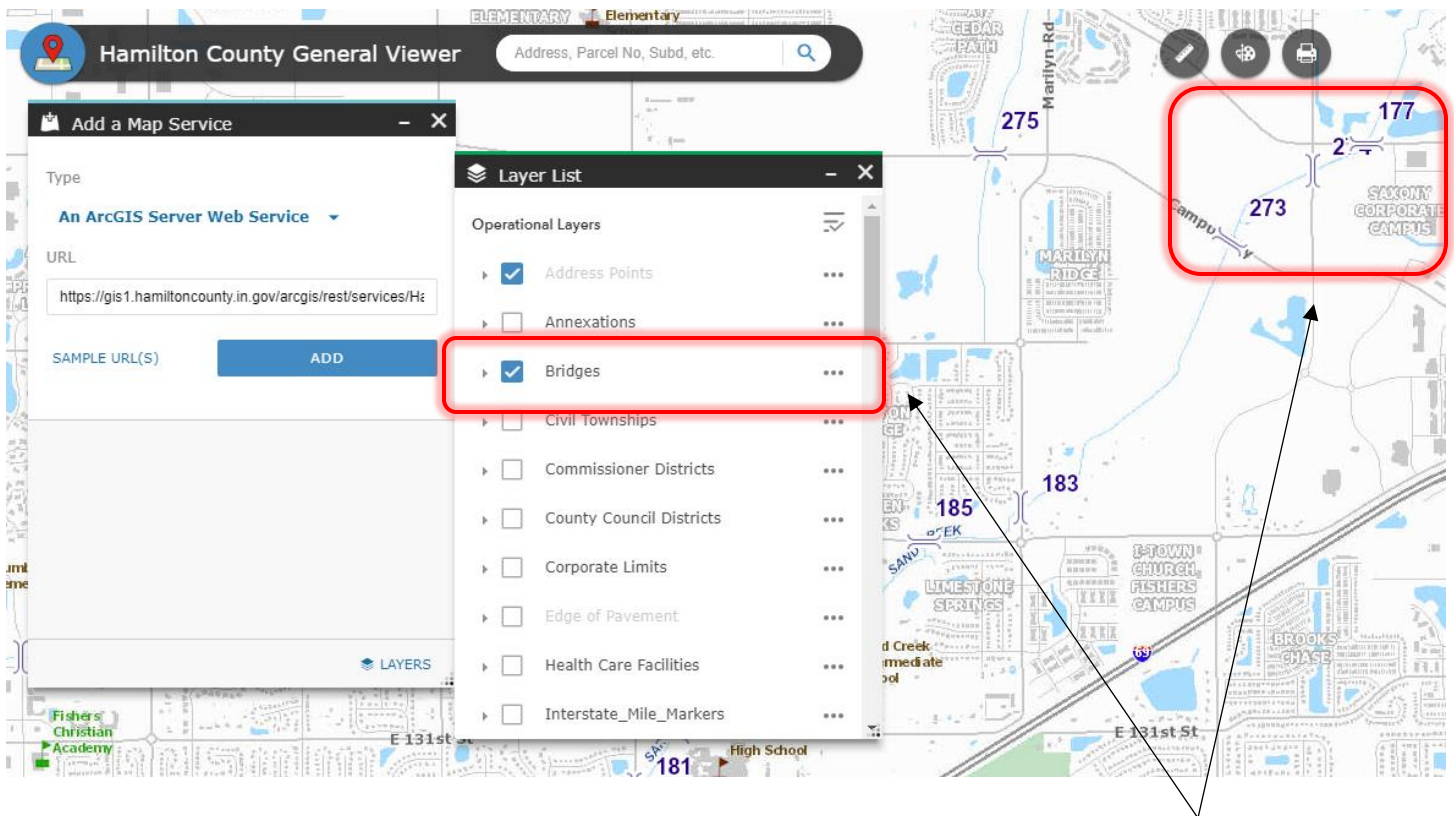 ELEMENTARY
Elementary
School
CEDAR
PATH
Marilyn-Rd
Hamilton County General Viewer
Address, Parcel No, Subd, etc.
Add a Map Service
Type
An ArcGIS Server Web Service
URL
https://gis1.hamiltoncounty.in.gov/arcgis/rest/services/Ha
SAMPLE URL(S)
ADD
LAYERS
Layer List
Operational Layers
Address Points
Annexations
Bridges
Civil Townships
Commissioner Districts
County Council Districts
Corporate Limits
Edge of Pavement
Health Care Facilities
Interstate_Mile_Markers
275
177
273
SAXONY
CORPORATE
CAMPUS
MARILYN
RIDGE
183
185
SAND
LIMESTONE
SPRINGS
I-TOWN
CHURCH,
FISHERS
CAMPUS
BROOKS
CHASE
69
E 131st St
Fishers
Christian
Academy
E 131st St
181
High School